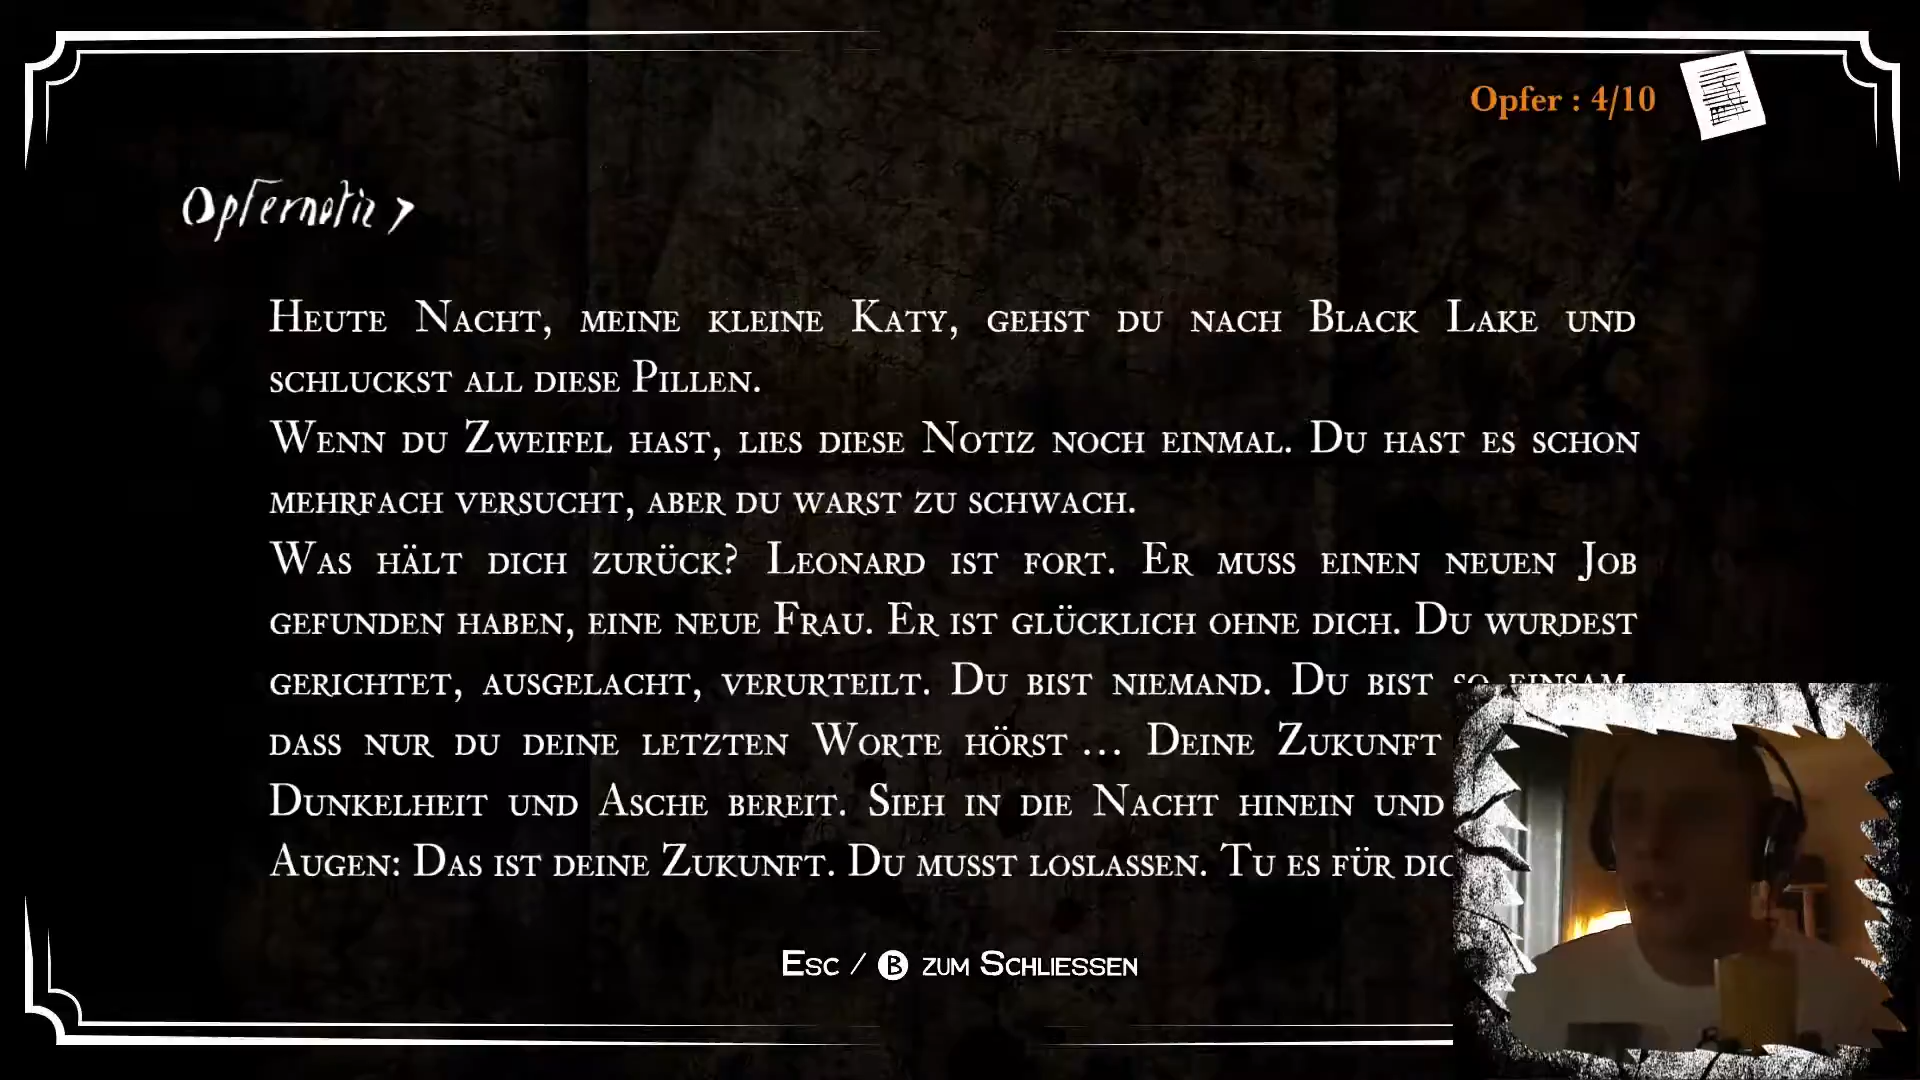 Opfer : 4/10
Opfernotiz 7
Heute Nacht, meine kleine Katy, gehst du nach Black Lake und
schluckst all diese Pillen.
Wenn du Zweifel hast, lies diese Notiz noch einmal. Du hast es schon
mehrfach versucht, aber du warst zu schwach.
Was hält dich zurück? Leonard ist fort. Er muss einen neuen Job
gefunden haben, eine neue Frau. Er ist glücklich ohne dich. Du wurdest
gerichtet, ausgelacht, verurteilt. Du bist niemand. Du bist so einsam,
dass nur du deine letzten Worte hörst ... Deine Zukunft
Dunkelheit und Asche bereit. Sieh in die Nacht hinein und
Augen: Das ist deine Zukunft. Du musst loslassen. Tu es für
Esc / B zum Schliessen